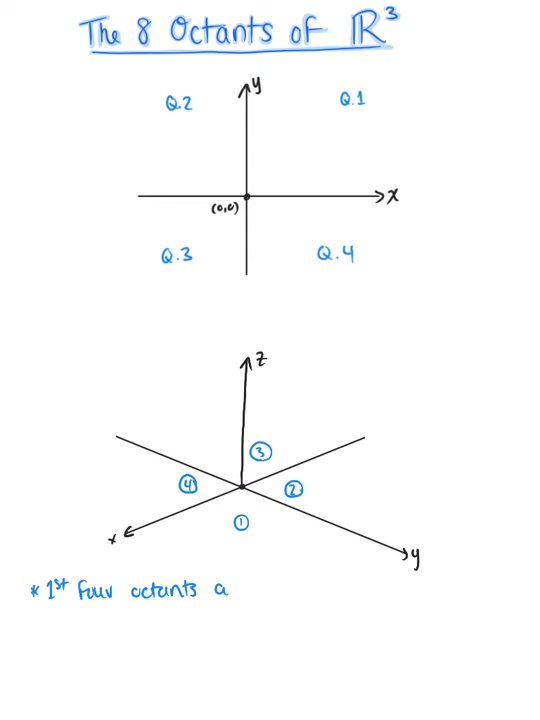 The 8 Octants of ℝ³
y
Q.2 Q.1
x
(0,0)
Q.3 Q.4
z
③
④ ②
①
x
y
* 1st four octants a